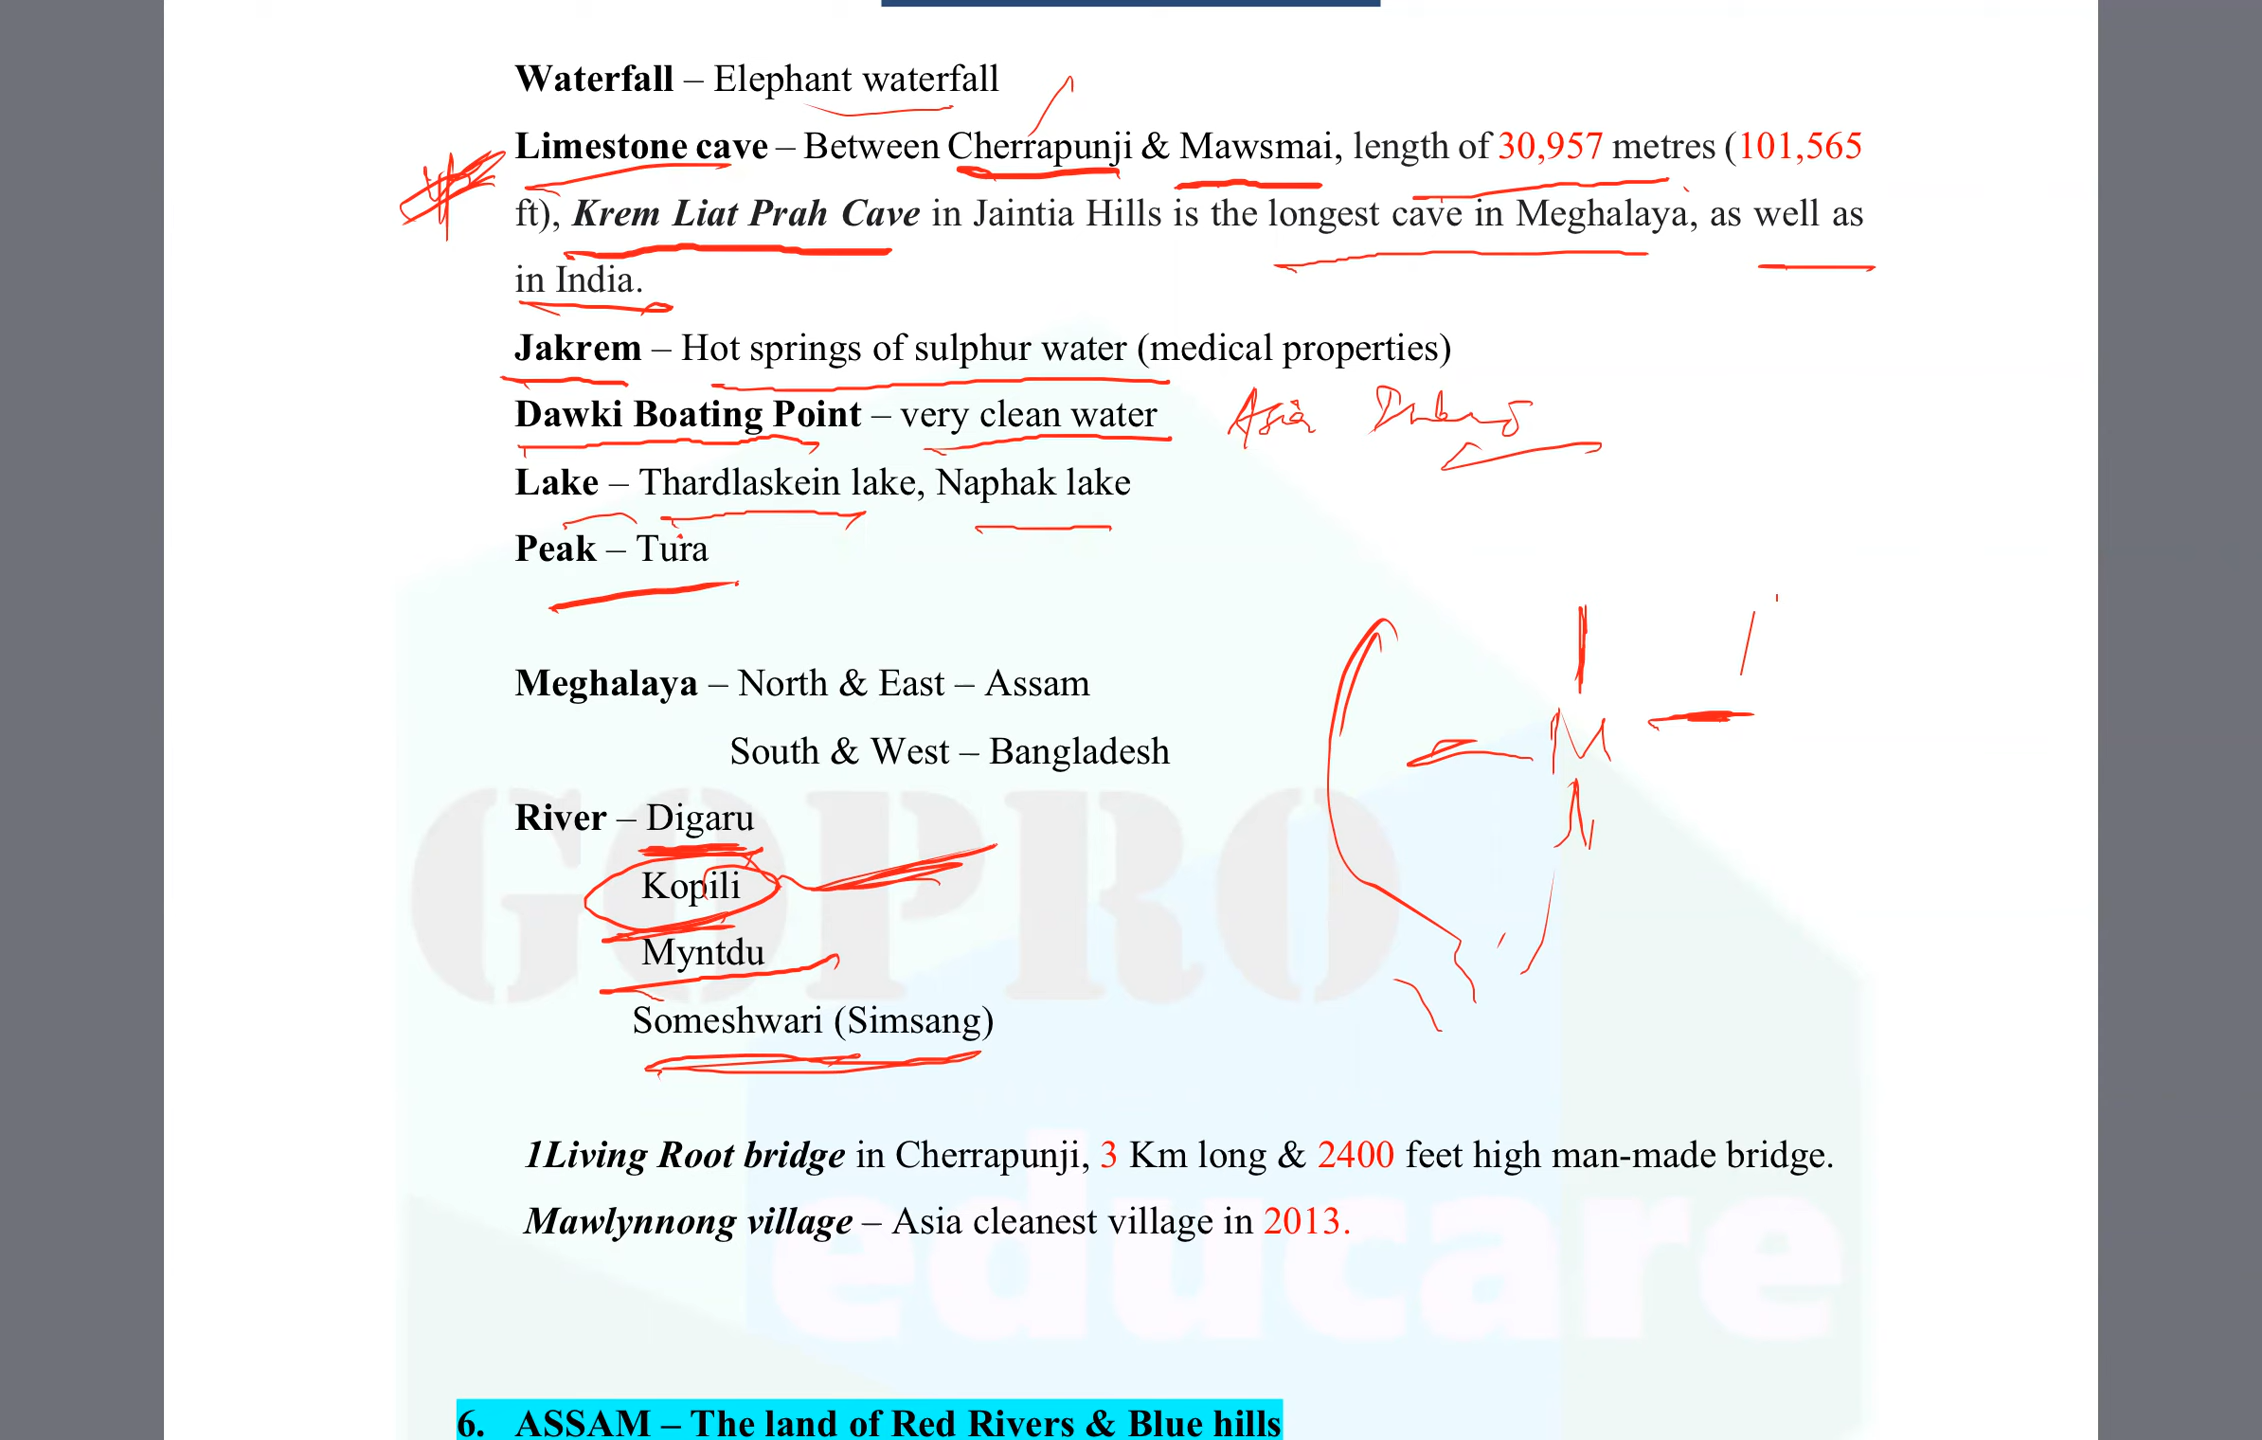 Waterfall – Elephant waterfall
Limestone cave – Between Cherrapunji & Mawsmai, length of 30,957 metres (101,565
ft), Krem Liat Prah Cave in Jaintia Hills is the longest cave in Meghalaya, as well as
in India.
Jakrem – Hot springs of sulphur water (medical properties)
Dawki Boating Point – very clean water Asia
Lake – Thardlaskein lake, Naphak lake
Peak – Tura
Meghalaya – North & East – Assam
South & West – Bangladesh
M
River – Digaru
Kopili
Myntdu
Someshwari (Simsang)
GOPRO
1Living Root bridge in Cherrapunji, 3 Km long & 2400 feet high man-made bridge.
Mawlynnong village – Asia cleanest village in 2013.
educare
6. ASSAM – The land of Red Rivers & Blue hills